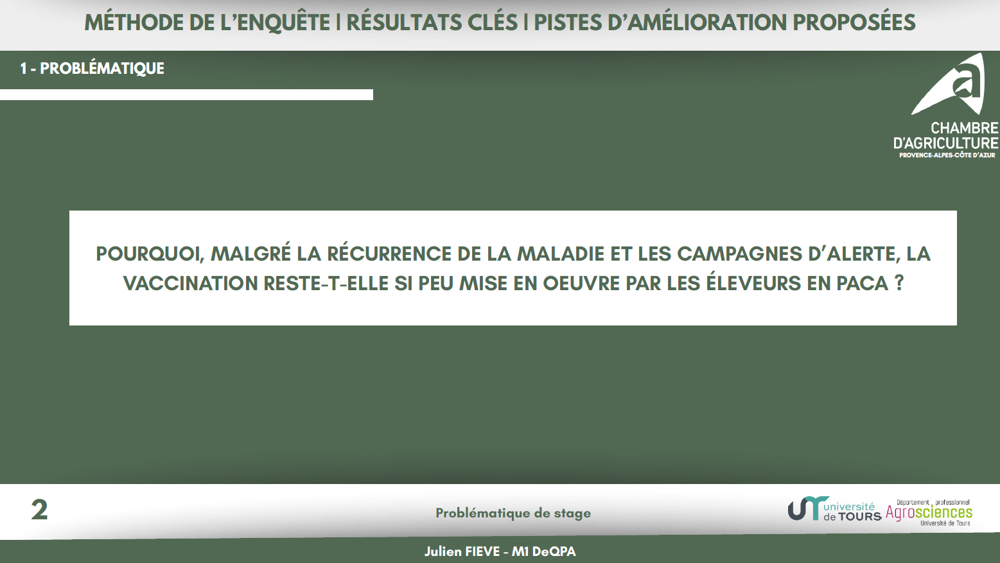 MÉTHODE DE L’ENQUÊTE | RÉSULTATS CLÉS | PISTES D’AMÉLIORATION PROPOSÉES
1 - PROBLÉMATIQUE
CHAMBRE
D’AGRICULTURE
PROVENCE-ALPES-CÔTE D’AZUR
POURQUOI, MALGRÉ LA RÉCURRENCE DE LA MALADIE ET LES CAMPAGNES D’ALERTE, LA
VACCINATION RESTE-T-ELLE SI PEU MISE EN OEUVRE PAR LES ÉLEVEURS EN PACA ?
2
Problématique de stage
université
de TOURS
Département professionnel
Agrosciences
Université de Tours
Julien FIEVE - M1 DeQPA